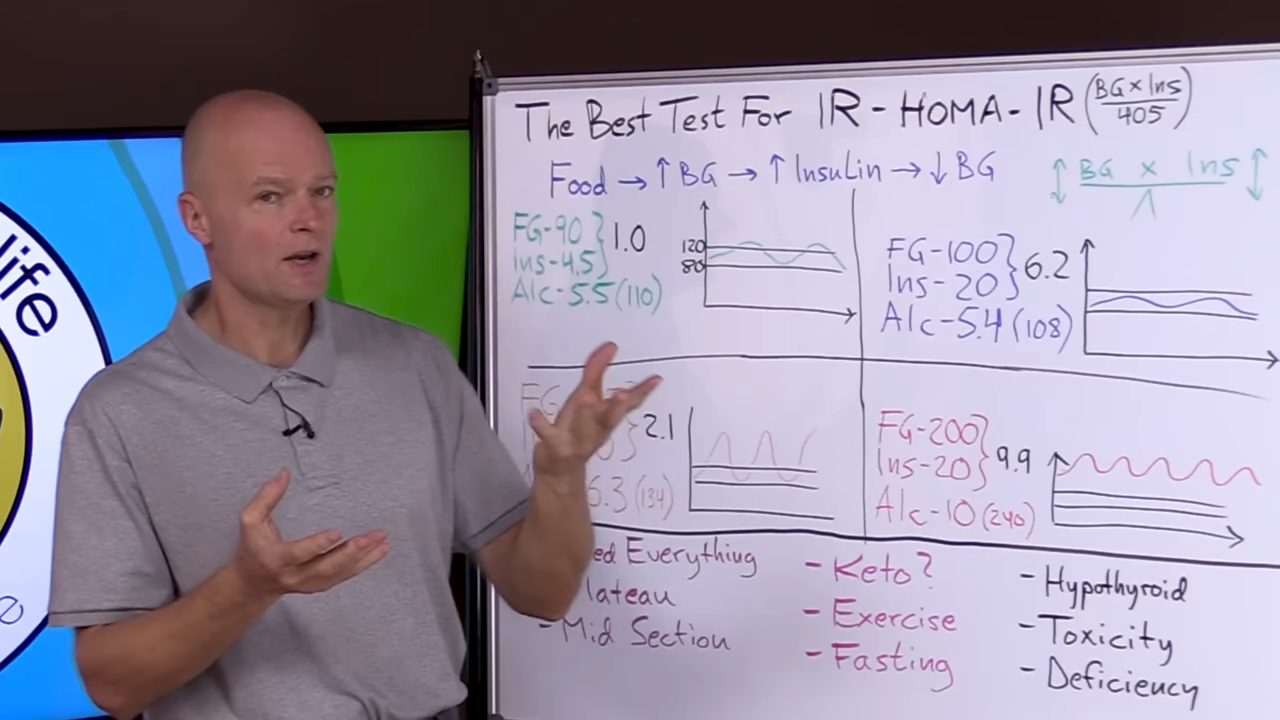 The Best Test For IR - HOMA - IR (BG x Ins / 405)
Food → ↑ BG → ↑ Insulin → ↓ BG
↕ BG x Ins ↕
FG-90
Ins-4.5
} 1.0
A1c-5.5 (110)
120
80
FG-100
Ins-20
} 6.2
A1c-5.4 (108)
2.1
6.3 (134)
FG-200
Ins-20
} 9.9
A1c-10 (240)
Everything
- Mid Section
- Keto?
- Exercise
- Fasting
- Hypothyroid
- Toxicity
- Deficiency
life